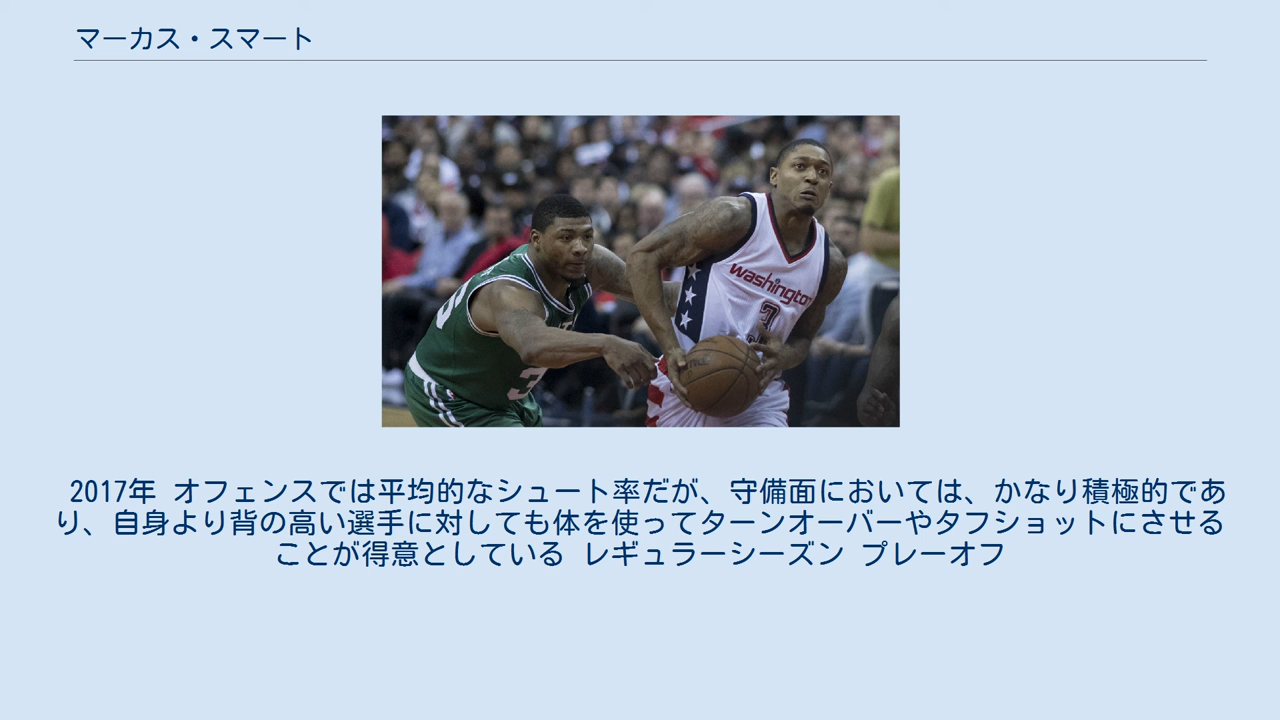 マーカス・スマート
washington
2017年 オフェンスでは平均的なシュート率だが、守備面においては、かなり積極的であ
り、自身より背の高い選手に対しても体を使ってターンオーバーやタフショットにさせる
ことが得意としている レギュラーシーズン プレーオフ